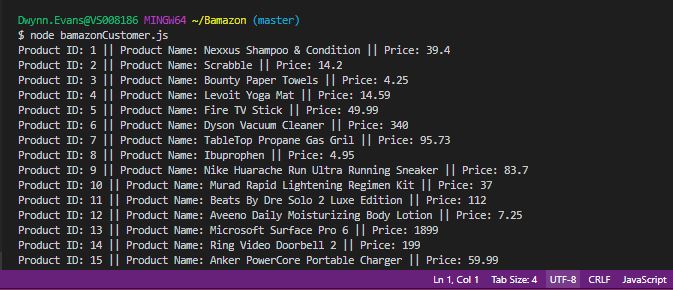 Dwynn.Evans@VS008186 MINGW64 ~/Bamazon (master)
$ node bamazonCustomer.js
Product ID: 1 || Product Name: Nexxus Shampoo & Condition || Price: 39.4
Product ID: 2 || Product Name: Scrabble || Price: 14.2
Product ID: 3 || Product Name: Bounty Paper Towels || Price: 4.25
Product ID: 4 || Product Name: Levoit Yoga Mat || Price: 14.59
Product ID: 5 || Product Name: Fire TV Stick || Price: 49.99
Product ID: 6 || Product Name: Dyson Vacuum Cleaner || Price: 340
Product ID: 7 || Product Name: TableTop Propane Gas Gril || Price: 95.73
Product ID: 8 || Product Name: Ibuprophen || Price: 4.95
Product ID: 9 || Product Name: Nike Huarache Run Ultra Running Sneaker || Price: 83.7
Product ID: 10 || Product Name: Murad Rapid Lightening Regimen Kit || Price: 37
Product ID: 11 || Product Name: Beats By Dre Solo 2 Luxe Edition || Price: 112
Product ID: 12 || Product Name: Aveeno Daily Moisturizing Body Lotion || Price: 7.25
Product ID: 13 || Product Name: Microsoft Surface Pro 6 || Price: 1899
Product ID: 14 || Product Name: Ring Video Doorbell 2 || Price: 199
Product ID: 15 || Product Name: Anker PowerCore Portable Charger || Price: 59.99
Ln 1, Col 1 Tab Size: 4 UTF-8 CRLF JavaScript